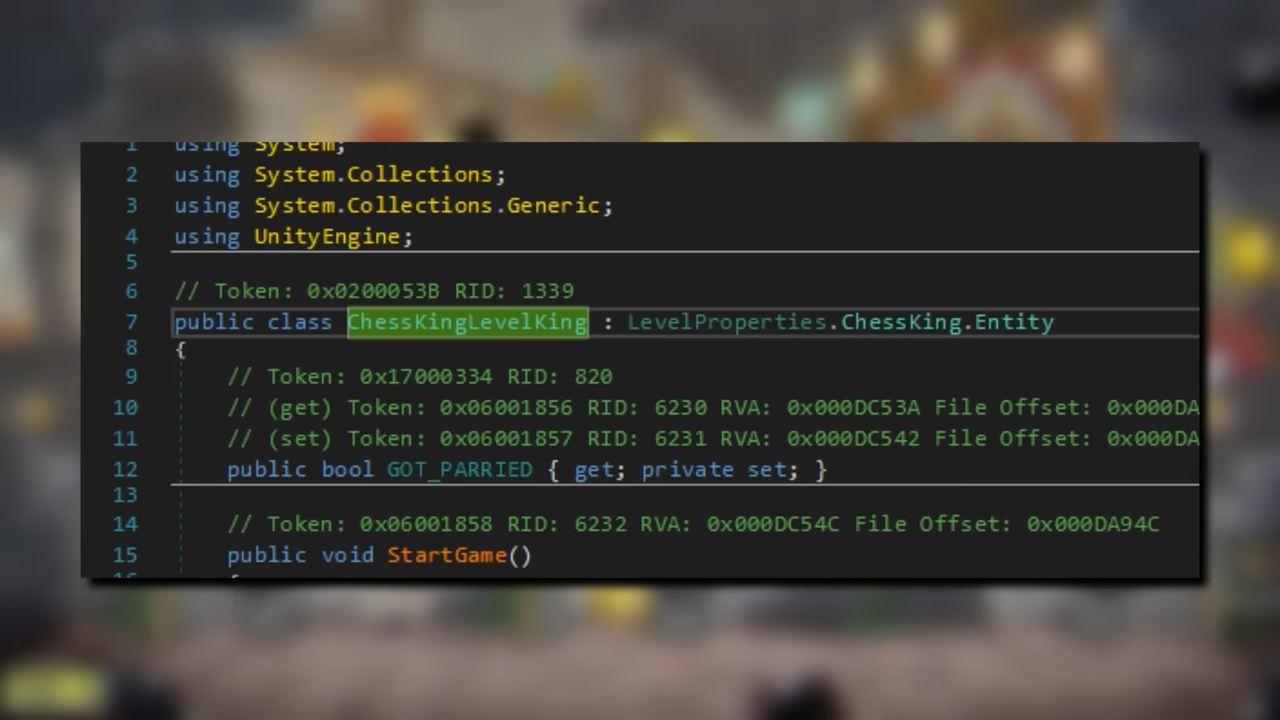 1 using System;
2 using System.Collections;
3 using System.Collections.Generic;
4 using UnityEngine;
5
6 // Token: 0x0200053B RID: 1339
7 public class ChessKingLevelKing : LevelProperties.ChessKing.Entity
8 {
9 // Token: 0x17000334 RID: 820
10 // (get) Token: 0x06001856 RID: 6230 RVA: 0x000DC53A File Offset: 0x000DA
11 // (set) Token: 0x06001857 RID: 6231 RVA: 0x000DC542 File Offset: 0x000DA
12 public bool GOT_PARRIED { get; private set; }
13
14 // Token: 0x06001858 RID: 6232 RVA: 0x000DC54C File Offset: 0x000DA94C
15 public void StartGame()
16 {